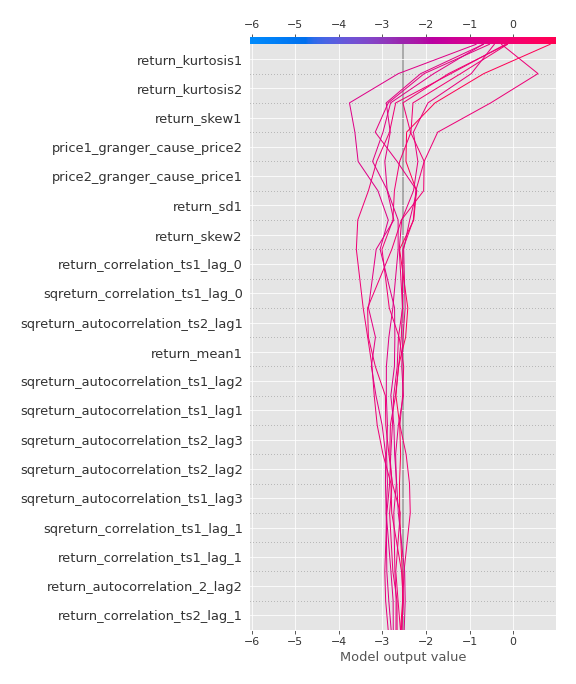 −6 −5 −4 −3 −2 −1 0
return_kurtosis1
return_kurtosis2
return_skew1
price1_granger_cause_price2
price2_granger_cause_price1
return_sd1
return_skew2
return_correlation_ts1_lag_0
sqreturn_correlation_ts1_lag_0
sqreturn_autocorrelation_ts2_lag1
return_mean1
sqreturn_autocorrelation_ts1_lag2
sqreturn_autocorrelation_ts1_lag1
sqreturn_autocorrelation_ts2_lag3
sqreturn_autocorrelation_ts2_lag2
sqreturn_autocorrelation_ts1_lag3
sqreturn_correlation_ts1_lag_1
return_correlation_ts1_lag_1
return_autocorrelation_2_lag2
return_correlation_ts2_lag_1
−6 −5 −4 −3 −2 −1 0
Model output value